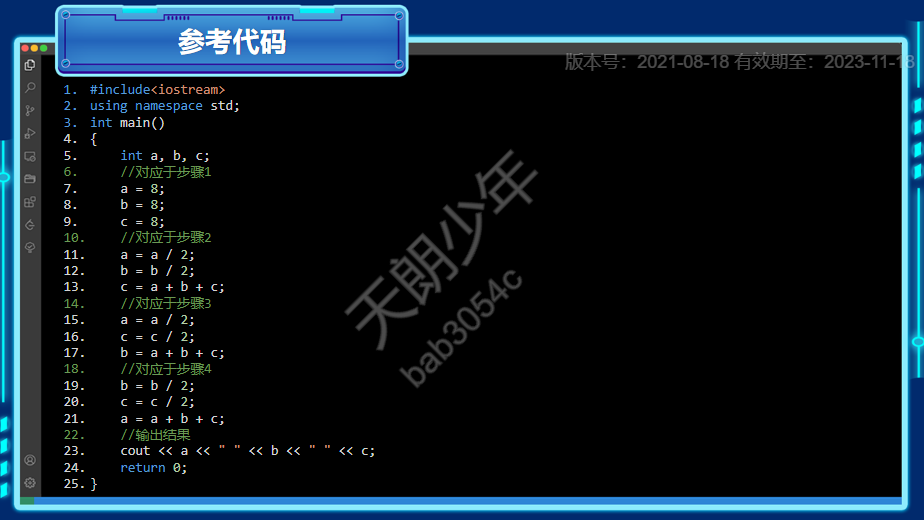 参考代码
版本号：2021-08-18 有效期至：2023-11-18
1. #include<iostream>
2. using namespace std;
3. int main()
4. {
5. int a, b, c;
6. //对应于步骤1
7. a = 8;
8. b = 8;
9. c = 8;
10. //对应于步骤2
11. a = a / 2;
12. b = b / 2;
13. c = a + b + c;
14. //对应于步骤3
15. a = a / 2;
16. c = c / 2;
17. b = a + b + c;
18. //对应于步骤4
19. b = b / 2;
20. c = c / 2;
21. a = a + b + c;
22. //输出结果
23. cout << a << " " << b << " " << c;
24. return 0;
25. }
天朗少年
bab3054c